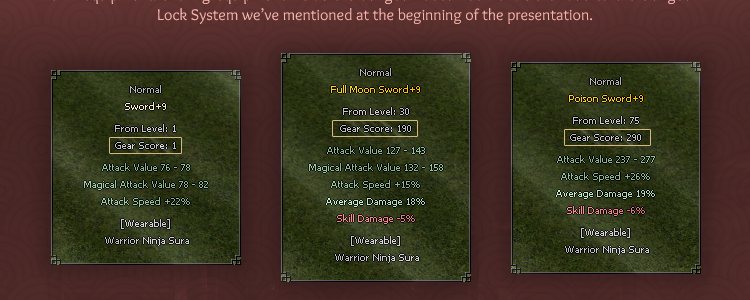 Lock System we've mentioned at the beginning of the presentation.
Normal
Sword+9
From Level: 1
Gear Score: 1
Attack Value 76 - 78
Magical Attack Value 78 - 82
Attack Speed +22%
[Wearable]
Warrior Ninja Sura
Normal
Full Moon Sword+9
From Level: 30
Gear Score: 190
Attack Value 127 - 143
Magical Attack Value 132 - 158
Attack Speed +15%
Average Damage 18%
Skill Damage -5%
[Wearable]
Warrior Ninja Sura
Normal
Poison Sword+9
From Level: 75
Gear Score: 290
Attack Value 237 - 277
Attack Speed +26%
Average Damage 19%
Skill Damage -6%
[Wearable]
Warrior Ninja Sura